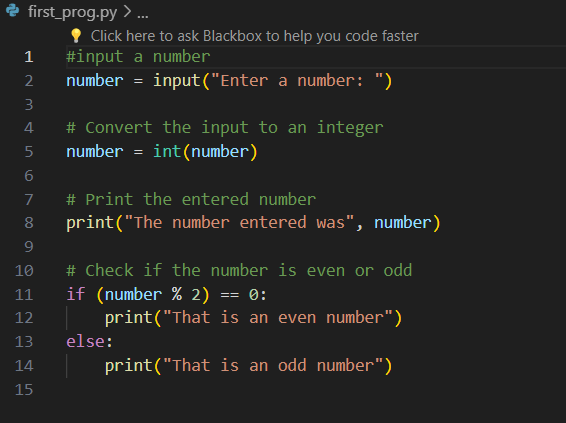 first_prog.py > ...
Click here to ask Blackbox to help you code faster
1 #input a number
2 number = input("Enter a number: ")
3
4 # Convert the input to an integer
5 number = int(number)
6
7 # Print the entered number
8 print("The number entered was", number)
9
10 # Check if the number is even or odd
11 if (number % 2) == 0:
12     print("That is an even number")
13 else:
14     print("That is an odd number")
15